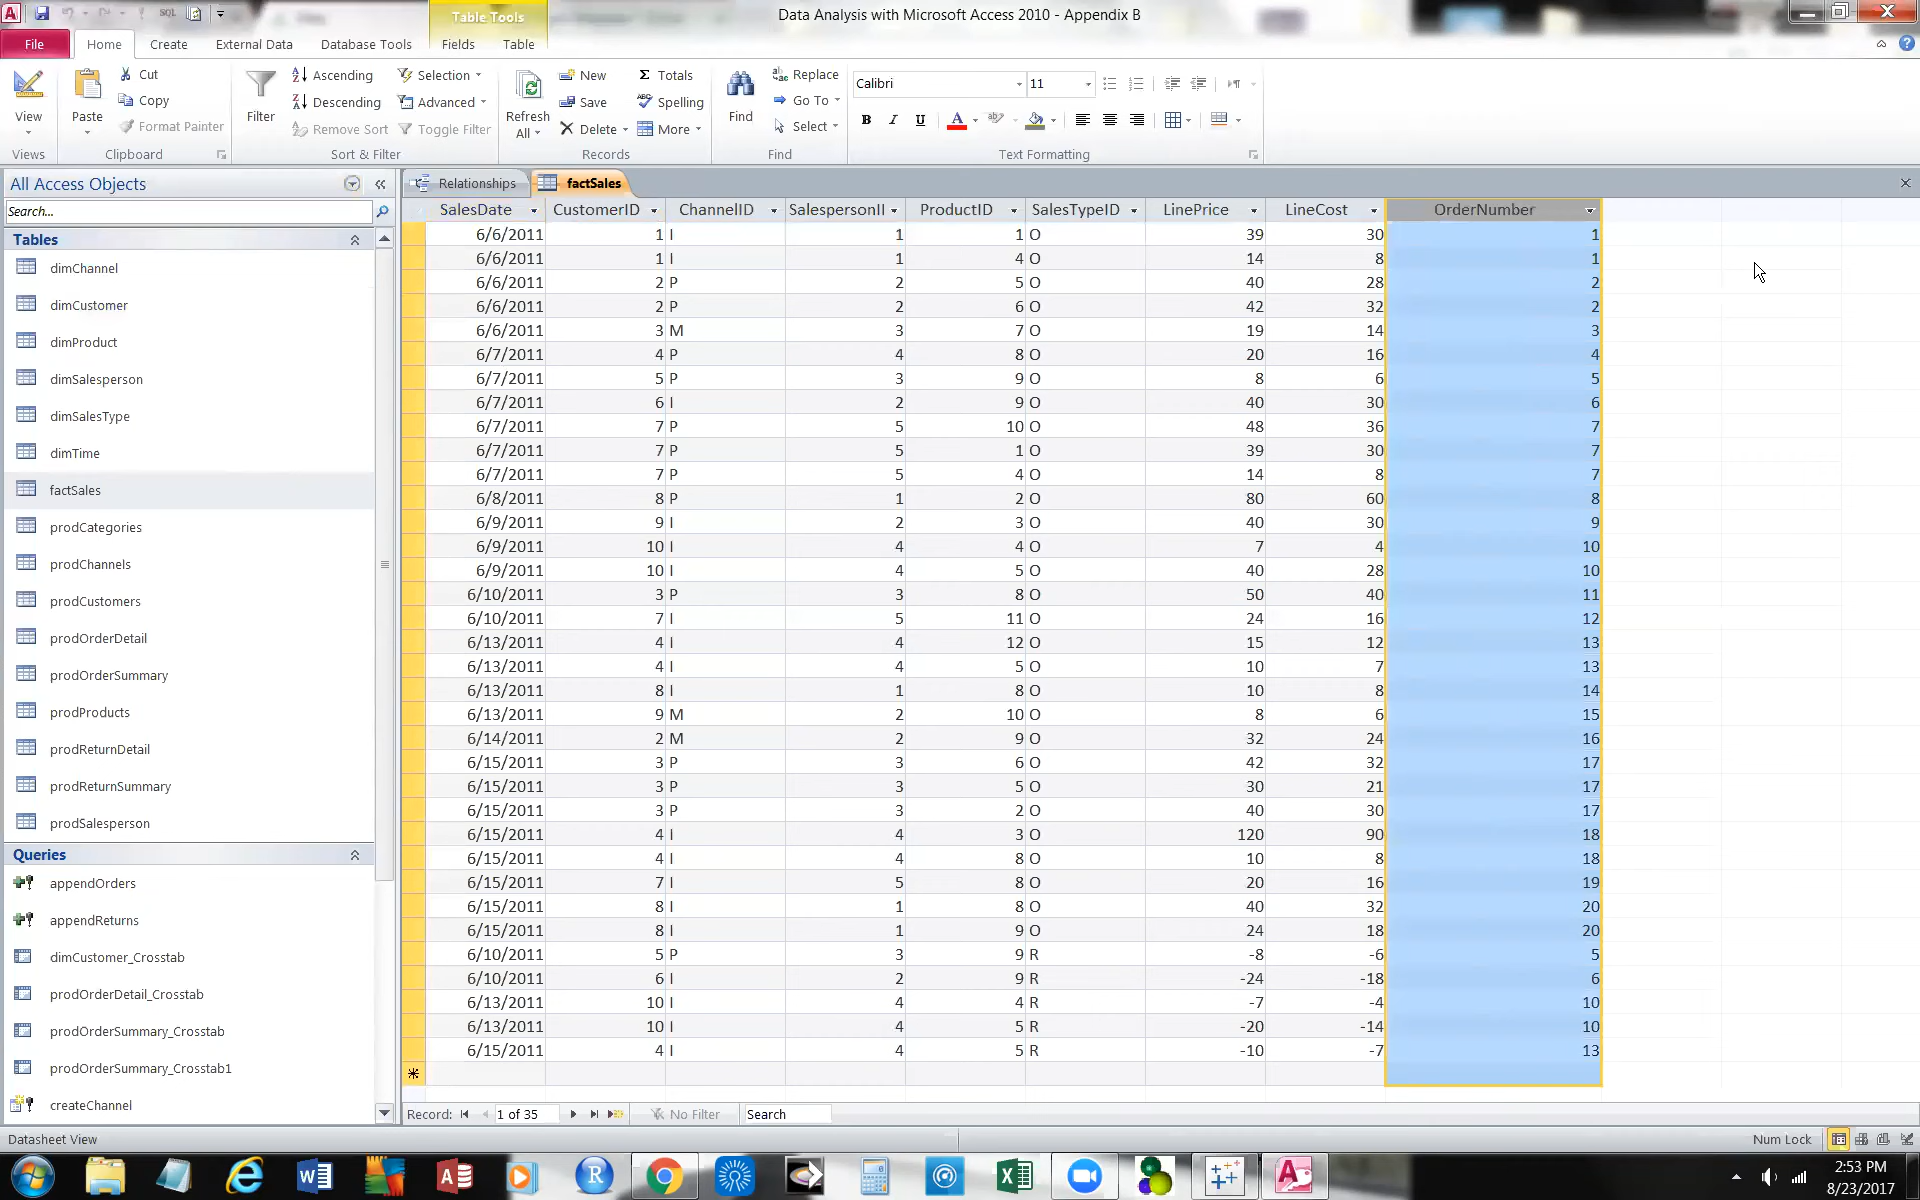 SQL
Table Tools
Data Analysis with Microsoft Access 2010 - Appendix B
File Home Create External Data Database Tools Fields Table
View
Views
Paste
Cut
Copy
Format Painter
Clipboard
Filter
Ascending
Descending
Remove Sort
Selection
Advanced
Toggle Filter
Sort & Filter
Refresh
All
New
Save
Delete
Totals
Spelling
More
Records
Find
Replace
Go To
Select
Find
Calibri 11
B I U A
Text Formatting
All Access Objects
Search...
Tables
dimChannel
dimCustomer
dimProduct
dimSalesperson
dimSalesType
dimTime
factSales
prodCategories
prodChannels
prodCustomers
prodOrderDetail
prodOrderSummary
prodProducts
prodReturnDetail
prodReturnSummary
prodSalesperson
Queries
appendOrders
appendReturns
dimCustomer_Crosstab
prodOrderDetail_Crosstab
prodOrderSummary_Crosstab
prodOrderSummary_Crosstab1
createChannel
Relationships factSales
SalesDate CustomerID ChannelID SalespersonII ProductID SalesTypeID LinePrice LineCost OrderNumber
6/6/2011 1 I 1 1 O 39 30 1
6/6/2011 1 I 1 4 O 14 8 1
6/6/2011 2 P 2 5 O 40 28 2
6/6/2011 2 P 2 6 O 42 32 2
6/6/2011 3 M 3 7 O 19 14 3
6/7/2011 4 P 4 8 O 20 16 4
6/7/2011 5 P 3 9 O 8 6 5
6/7/2011 6 I 2 9 O 40 30 6
6/7/2011 7 P 5 10 O 48 36 7
6/7/2011 7 P 5 1 O 39 30 7
6/7/2011 7 P 5 4 O 14 8 7
6/8/2011 8 P 1 2 O 80 60 8
6/9/2011 9 I 2 3 O 40 30 9
6/9/2011 10 I 4 4 O 7 4 10
6/9/2011 10 I 4 5 O 40 28 10
6/10/2011 3 P 3 8 O 50 40 11
6/10/2011 7 I 5 11 O 24 16 12
6/13/2011 4 I 4 12 O 15 12 13
6/13/2011 4 I 4 5 O 10 7 13
6/13/2011 8 I 1 8 O 10 8 14
6/13/2011 9 M 2 10 O 8 6 15
6/14/2011 2 M 2 9 O 32 24 16
6/15/2011 3 P 3 6 O 42 32 17
6/15/2011 3 P 3 5 O 30 21 17
6/15/2011 3 P 3 2 O 40 30 17
6/15/2011 4 I 4 3 O 120 90 18
6/15/2011 4 I 4 8 O 10 8 18
6/15/2011 7 I 5 8 O 20 16 19
6/15/2011 8 I 1 8 O 40 32 20
6/15/2011 8 I 1 9 O 24 18 20
6/10/2011 5 P 3 9 R -8 -6 5
6/10/2011 6 I 2 9 R -24 -18 6
6/13/2011 10 I 4 4 R -7 -4 10
6/13/2011 10 I 4 5 R -20 -14 10
6/15/2011 4 I 4 5 R -10 -7 13
Record: 1 of 35 No Filter Search
Datasheet View Num Lock
2:53 PM
8/23/2017